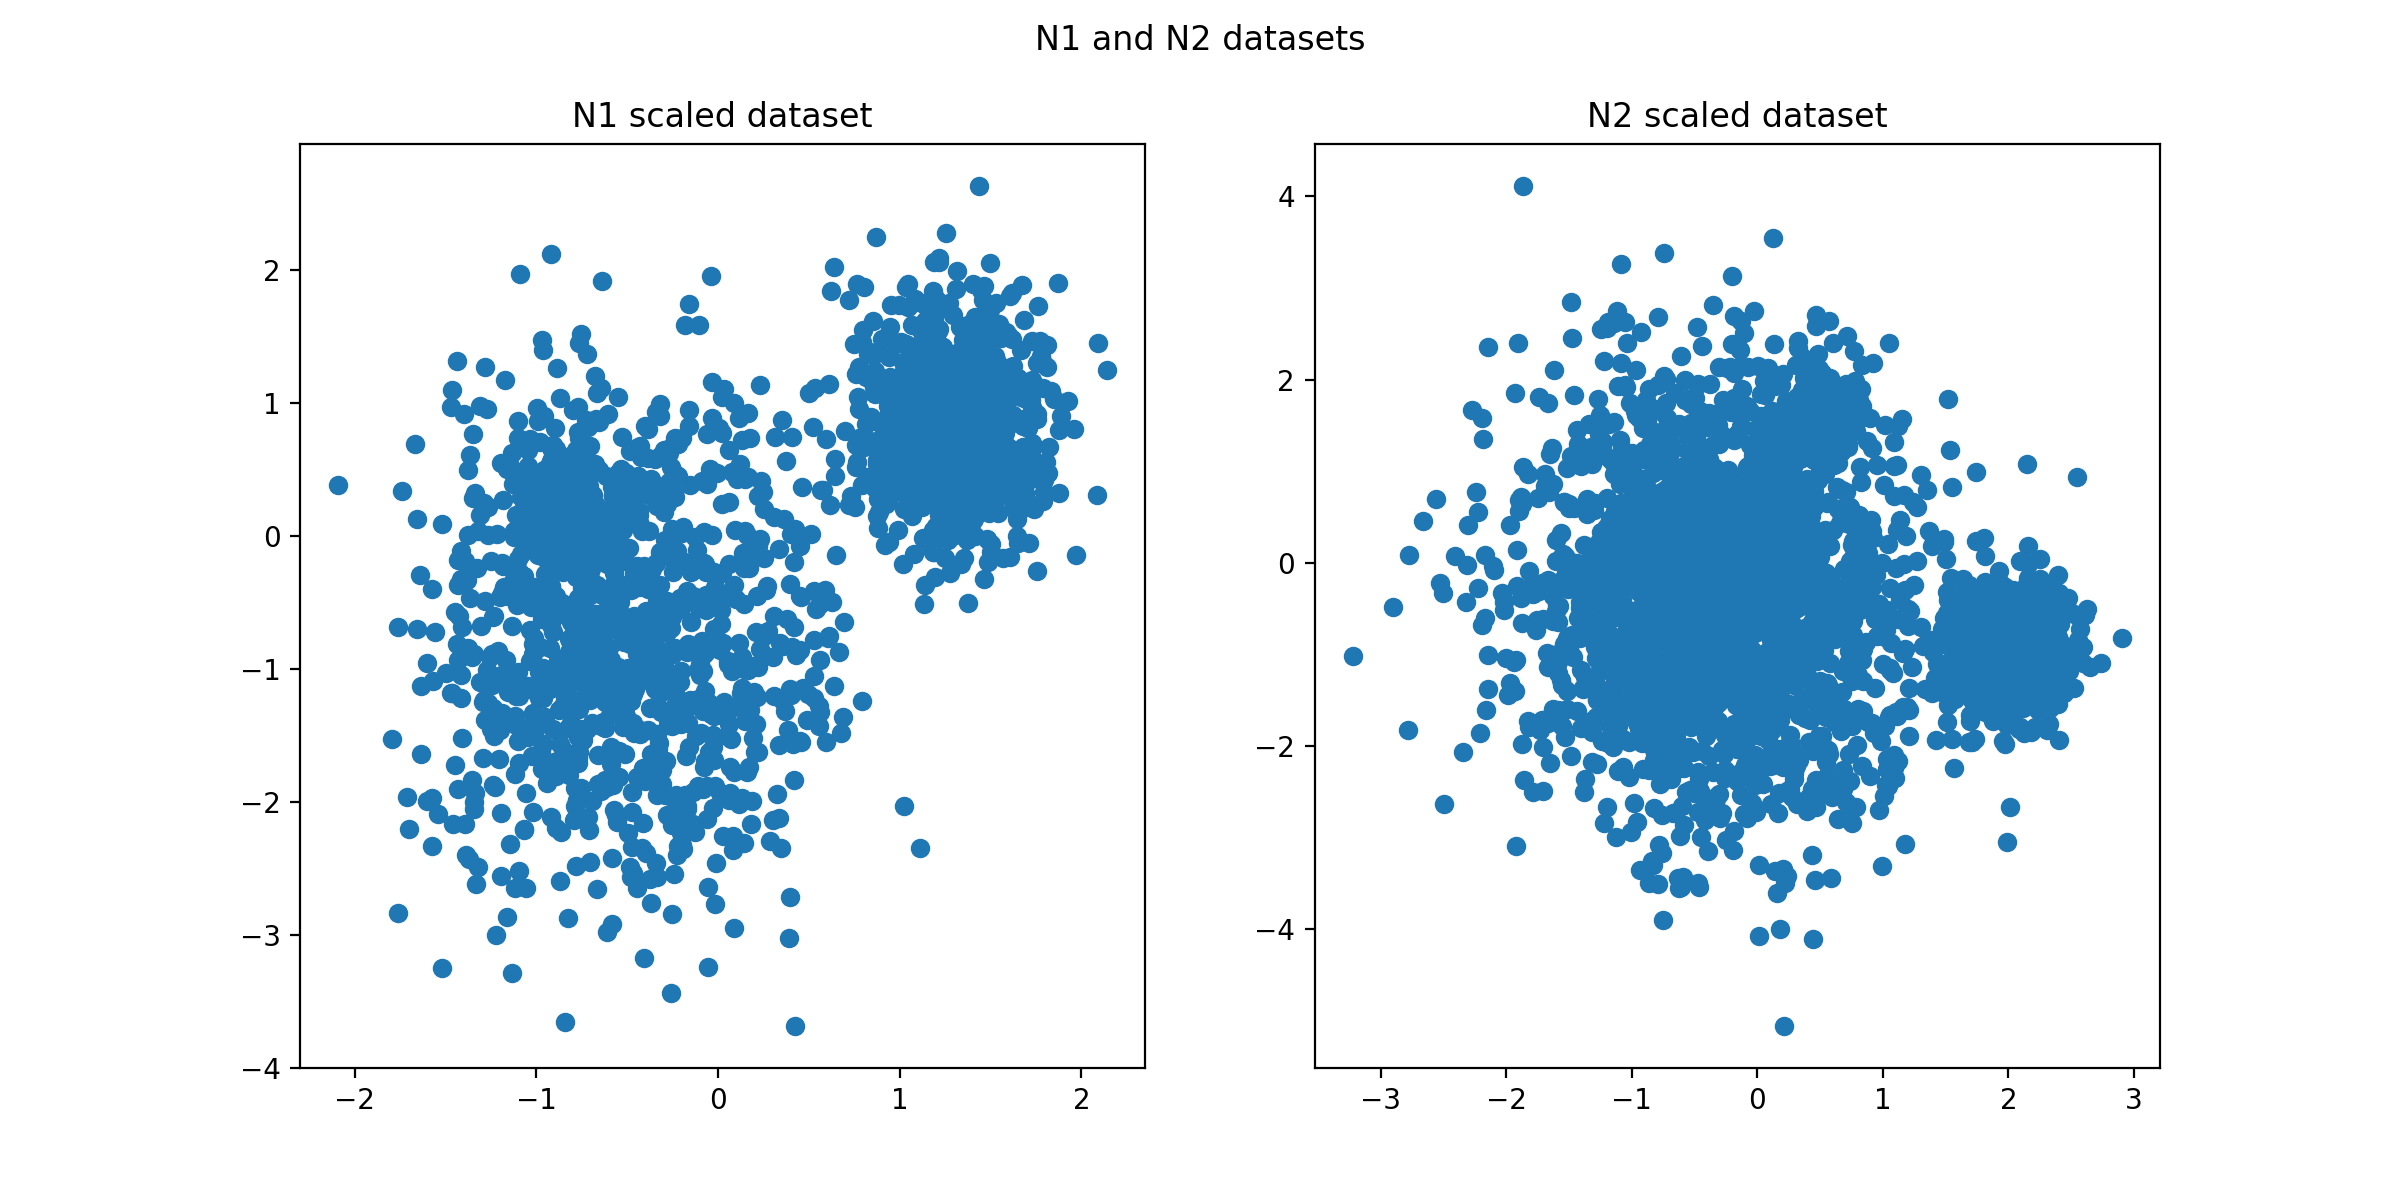 N1 and N2 datasets
N1 scaled dataset
2
1
0
−1
−2
−3
−4
−2 −1 0 1 2
N2 scaled dataset
4
2
0
−2
−4
−3 −2 −1 0 1 2 3